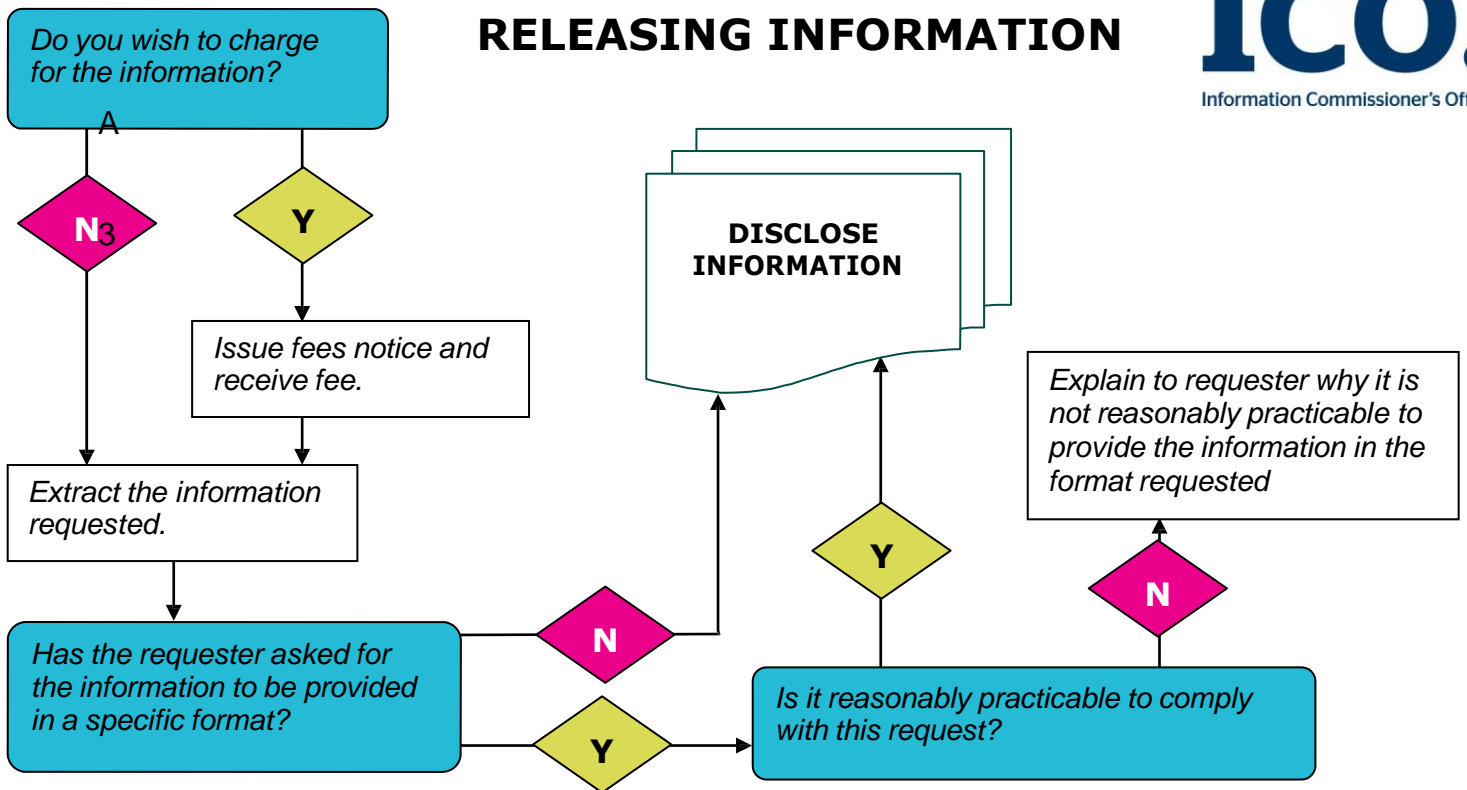 RELEASING INFORMATION
ico.
Information Commissioner's Off
Do you wish to charge
for the information?
A
N3
Y
Issue fees notice and
receive fee.
Extract the information
requested.
Has the requester asked for
the information to be provided
in a specific format?
N
Y
DISCLOSE
INFORMATION
Y
N
Explain to requester why it is
not reasonably practicable to
provide the information in the
format requested
Is it reasonably practicable to comply
with this request?